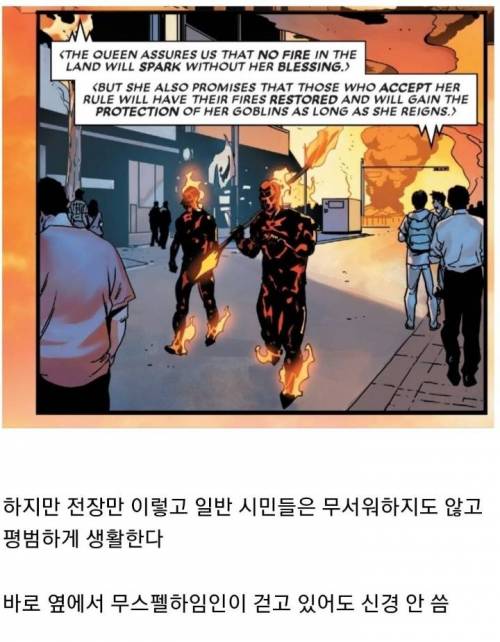 <THE QUEEN ASSURES US THAT NO FIRE IN THE
LAND WILL SPARK WITHOUT HER BLESSING.>
<BUT SHE ALSO PROMISES THAT THOSE WHO ACCEPT HER
RULE WILL HAVE THEIR FIRES RESTORED AND WILL GAIN THE
PROTECTION OF HER GOBLINS AS LONG AS SHE REIGNS.>
하지만 전장만 이렇고 일반 시민들은 무서워하지도 않고
평범하게 생활한다
바로 옆에서 무스펠하임인이 걷고 있어도 신경 안 씀